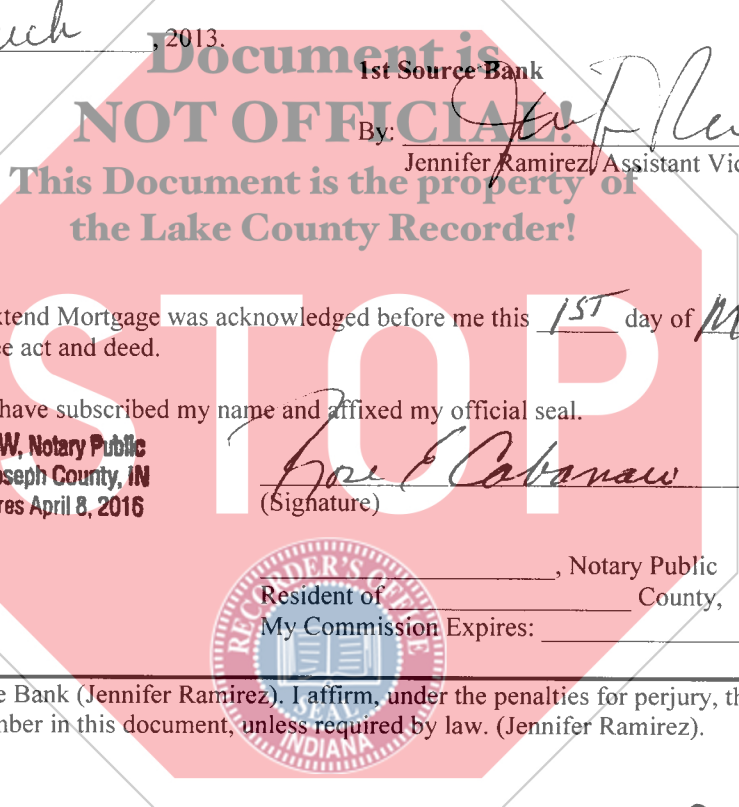 , 2013.
Document is
1st Source Bank
NOT OFFICIAL!
By:
Jennifer Ramirez, Assistant Vic
This Document is the property of
the Lake County Recorder!
STOP
xtend Mortgage was acknowledged before me this 1ST day of M
ee act and deed.
have subscribed my name and affixed my official seal.
W, Notary Public
oseph County, IN
res April 8, 2016
Rose E Cabanaw
(Signature)
, Notary Public
Resident of County,
My Commission Expires:
RECORDER'S OFFICE
SEAL
INDIANA
e Bank (Jennifer Ramirez). I affirm, under the penalties for perjury, th
mber in this document, unless required by law. (Jennifer Ramirez).